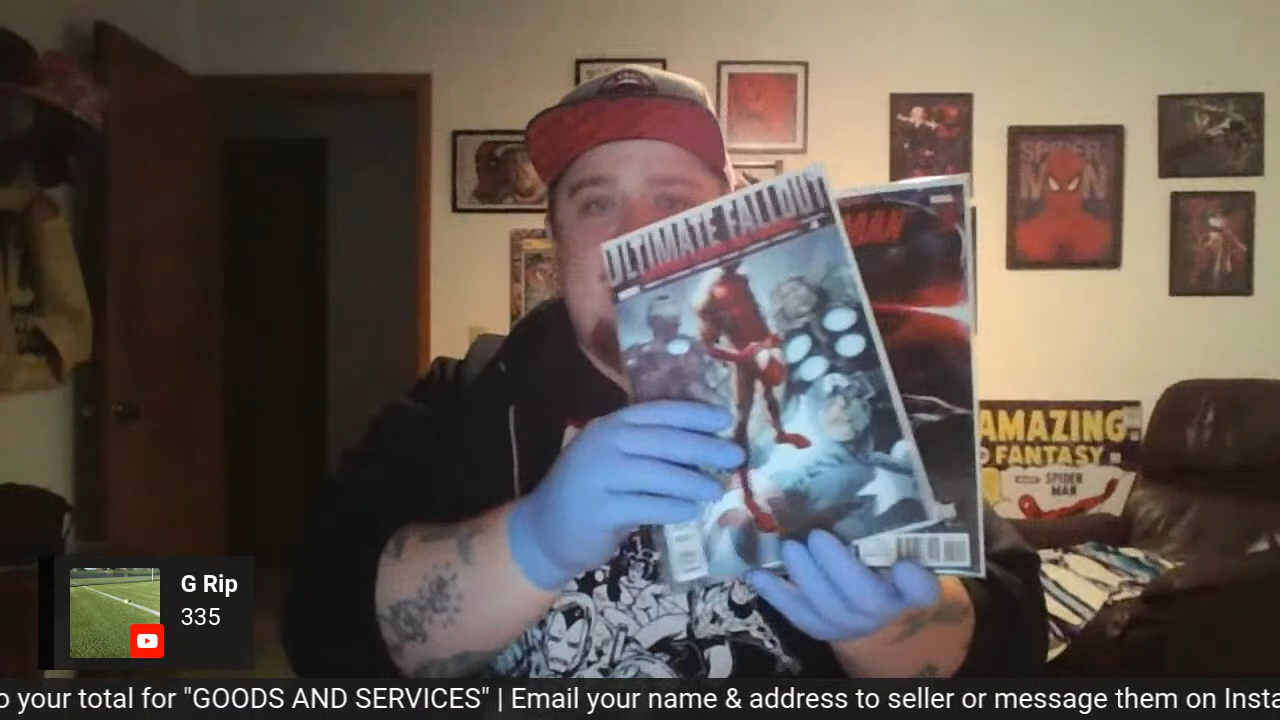 ULTIMATE FALLOUT
MAN
SPIDER-
MAN
AMAZING
FANTASY
SPIDER
MAN
G Rip
335
o your total for "GOODS AND SERVICES" | Email your name & address to seller or message them on Insta